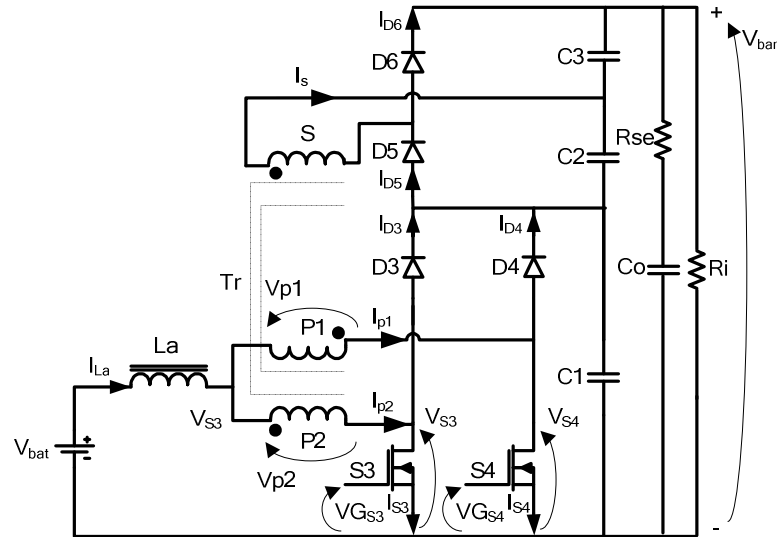 I_D6
+
D6
C3
V_bar
I_s
S
Rse
D5
C2
I_D5
I_D3
I_D4
D3
D4
Tr
Co
Ri
Vp1
P1
I_p1
La
I_La
C1
I_p2
V_S3
V_S3
V_S4
V_bat
+
-
P2
S3
S4
Vp2
VG_S3
I_S3
VG_S4
I_S4
-